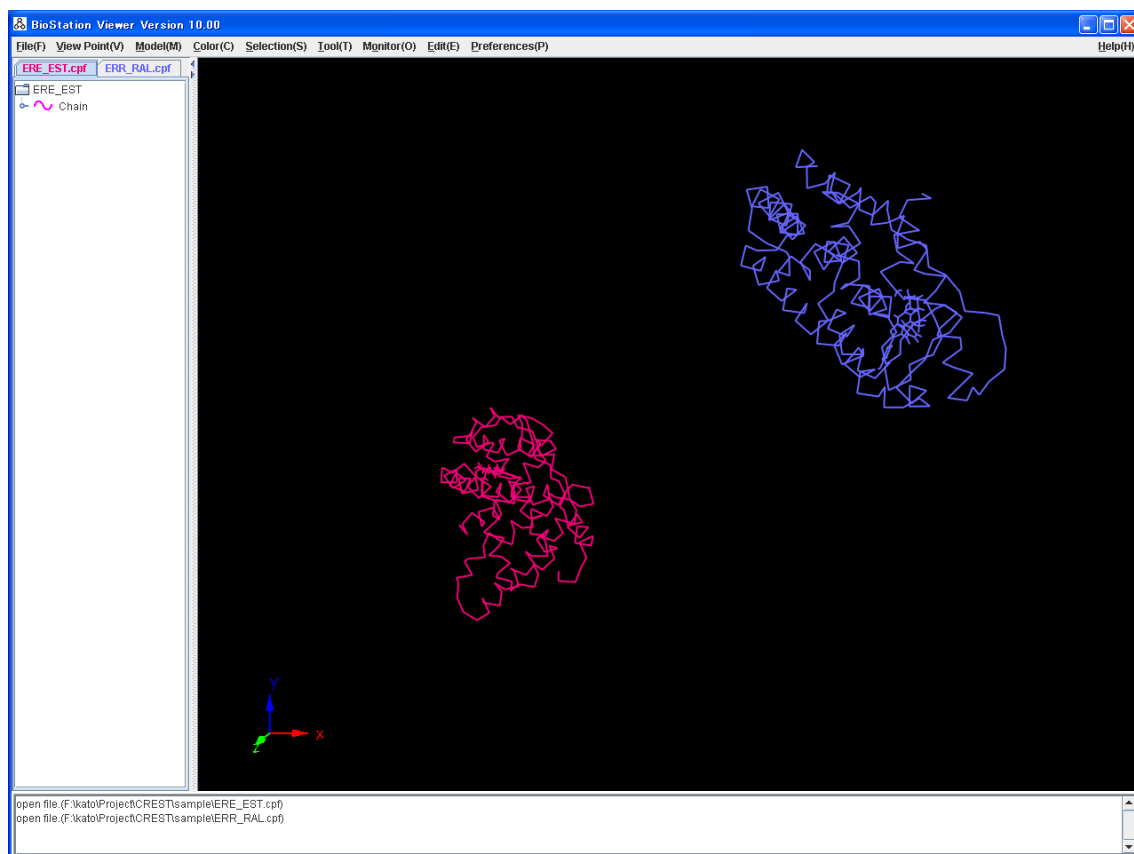 BioStation Viewer Version 10.00
File(F) View Point(V) Model(M) Color(C) Selection(S) Tool(T) Monitor(O) Edit(E) Preferences(P) Help(H)
ERE_EST.cpf ERR_RAL.cpf
ERE_EST
Chain
y
x
z
open file.(F:\kato\Project\CREST\sample\ERE_EST.cpf)
open file.(F:\kato\Project\CREST\sample\ERR_RAL.cpf)